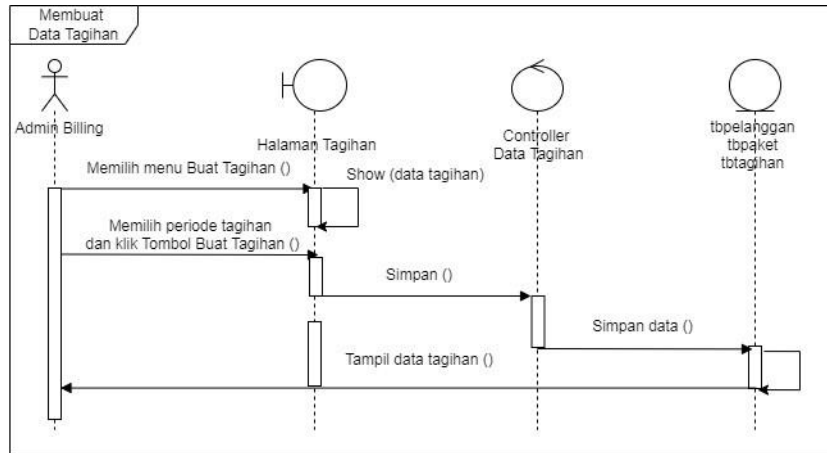 Membuat
Data Tagihan
Admin Billing
Halaman Tagihan
Controller
Data Tagihan
tbpelanggan
tbpaket
tbtagihan
Memilih menu Buat Tagihan ()
Show (data tagihan)
Memilih periode tagihan
dan klik Tombol Buat Tagihan ()
Simpan ()
Simpan data ()
Tampil data tagihan ()